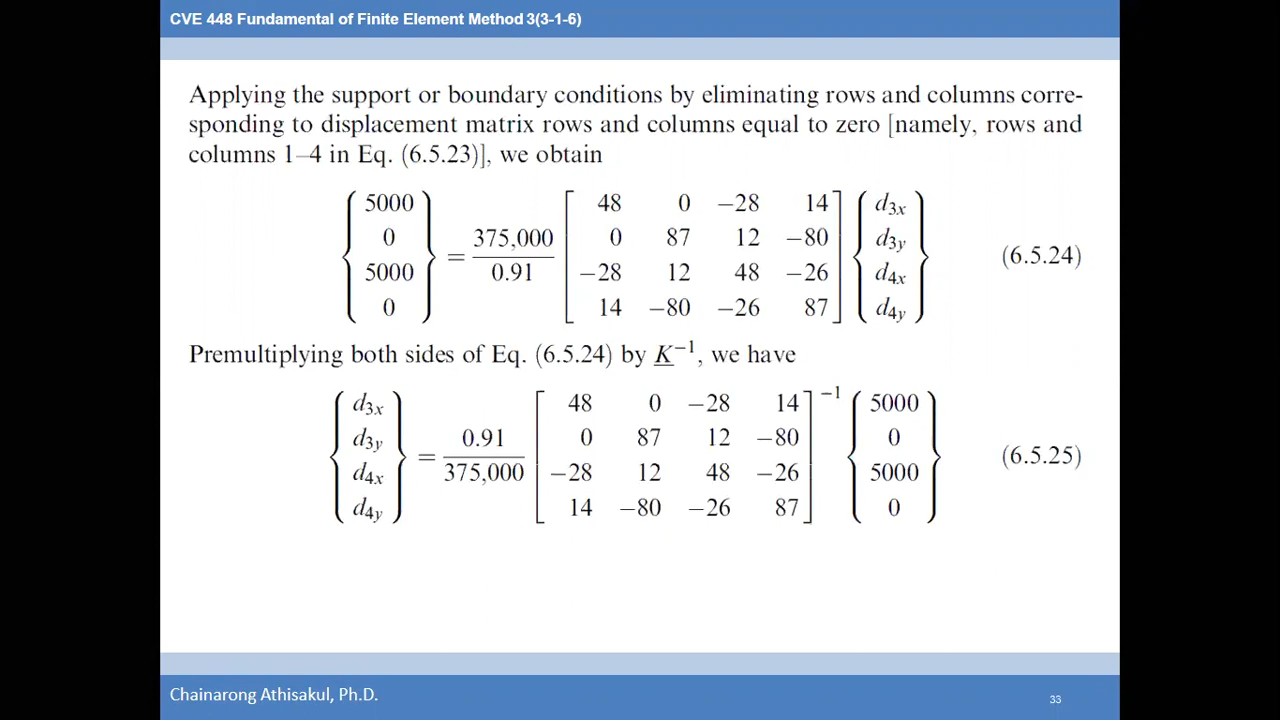 CVE 448 Fundamental of Finite Element Method 3(3-1-6)
Applying the support or boundary conditions by eliminating rows and columns corre-
sponding to displacement matrix rows and columns equal to zero [namely, rows and
columns 1–4 in Eq. (6.5.23)], we obtain
5000 48 0 −28 14 d3x
0 375,000 0 87 12 −80 d3y
= (6.5.24)
5000 0.91 −28 12 48 −26 d4x
0 14 −80 −26 87 d4y
Premultiplying both sides of Eq. (6.5.24) by K−1, we have
d3x 48 0 −28 14 −1 5000
d3y 0.91 0 87 12 −80 0
= (6.5.25)
d4x 375,000 −28 12 48 −26 5000
d4y 14 −80 −26 87 0
Chainarong Athisakul, Ph.D.
33